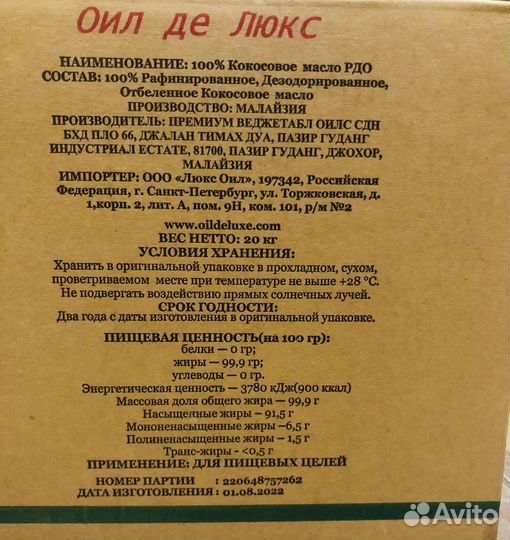 Оил де Люкс
НАИМЕНОВАНИЕ: 100% Кокосовое масло РДО
СОСТАВ: 100% Рафинированное, Дезодорированное,
Отбеленное Кокосовое масло
ПРОИЗВОДСТВО: МАЛАЙЗИЯ
ПРОИЗВОДИТЕЛЬ: ПРЕМИУМ ВЕДЖЕТАБЛ ОИЛС СДН
БХД ПЛО 66, ДЖАЛАН ТИМАХ ДУА, ПАЗИР ГУДАНГ
ИНДУСТРИАЛ ЕСТАТЕ, 81700, ПАЗИР ГУДАНГ, ДЖОХОР,
МАЛАЙЗИЯ
ИМПОРТЕР: ООО «Люкс Оил», 197342, Российская
Федерация, г. Санкт-Петербург, ул. Торжковская, д.
1,корп. 2, лит. А, пом. 9Н, ком. 101, р/м №2
www.oildeluxe.com
ВЕС НЕТТО: 20 кг
УСЛОВИЯ ХРАНЕНИЯ:
Хранить в оригинальной упаковке в прохладном, сухом,
проветриваемом месте при температуре не выше +28 °C.
Не подвергать воздействию прямых солнечных лучей.
СРОК ГОДНОСТИ:
Два года с даты изготовления в оригинальной упаковке.
ПИЩЕВАЯ ЦЕННОСТЬ(на 100 гр):
белки — 0 гр;
жиры — 99,9 гр;
углеводы — 0 гр.
Энергетическая ценность — 3780 кДж(900 ккал)
Массовая доля общего жира — 99,9 г
Насыщенные жиры — 91,5 г
Мононенасыщенные жиры –6,5 г
Полиненасыщенные жиры – 1,5 г
Транс-жиры - <0,5 г
ПРИМЕНЕНИЕ: ДЛЯ ПИЩЕВЫХ ЦЕЛЕЙ
НОМЕР ПАРТИИ : 220648757262
ДАТА ИЗГОТОВЛЕНИЯ : 01.08.2022
Avito